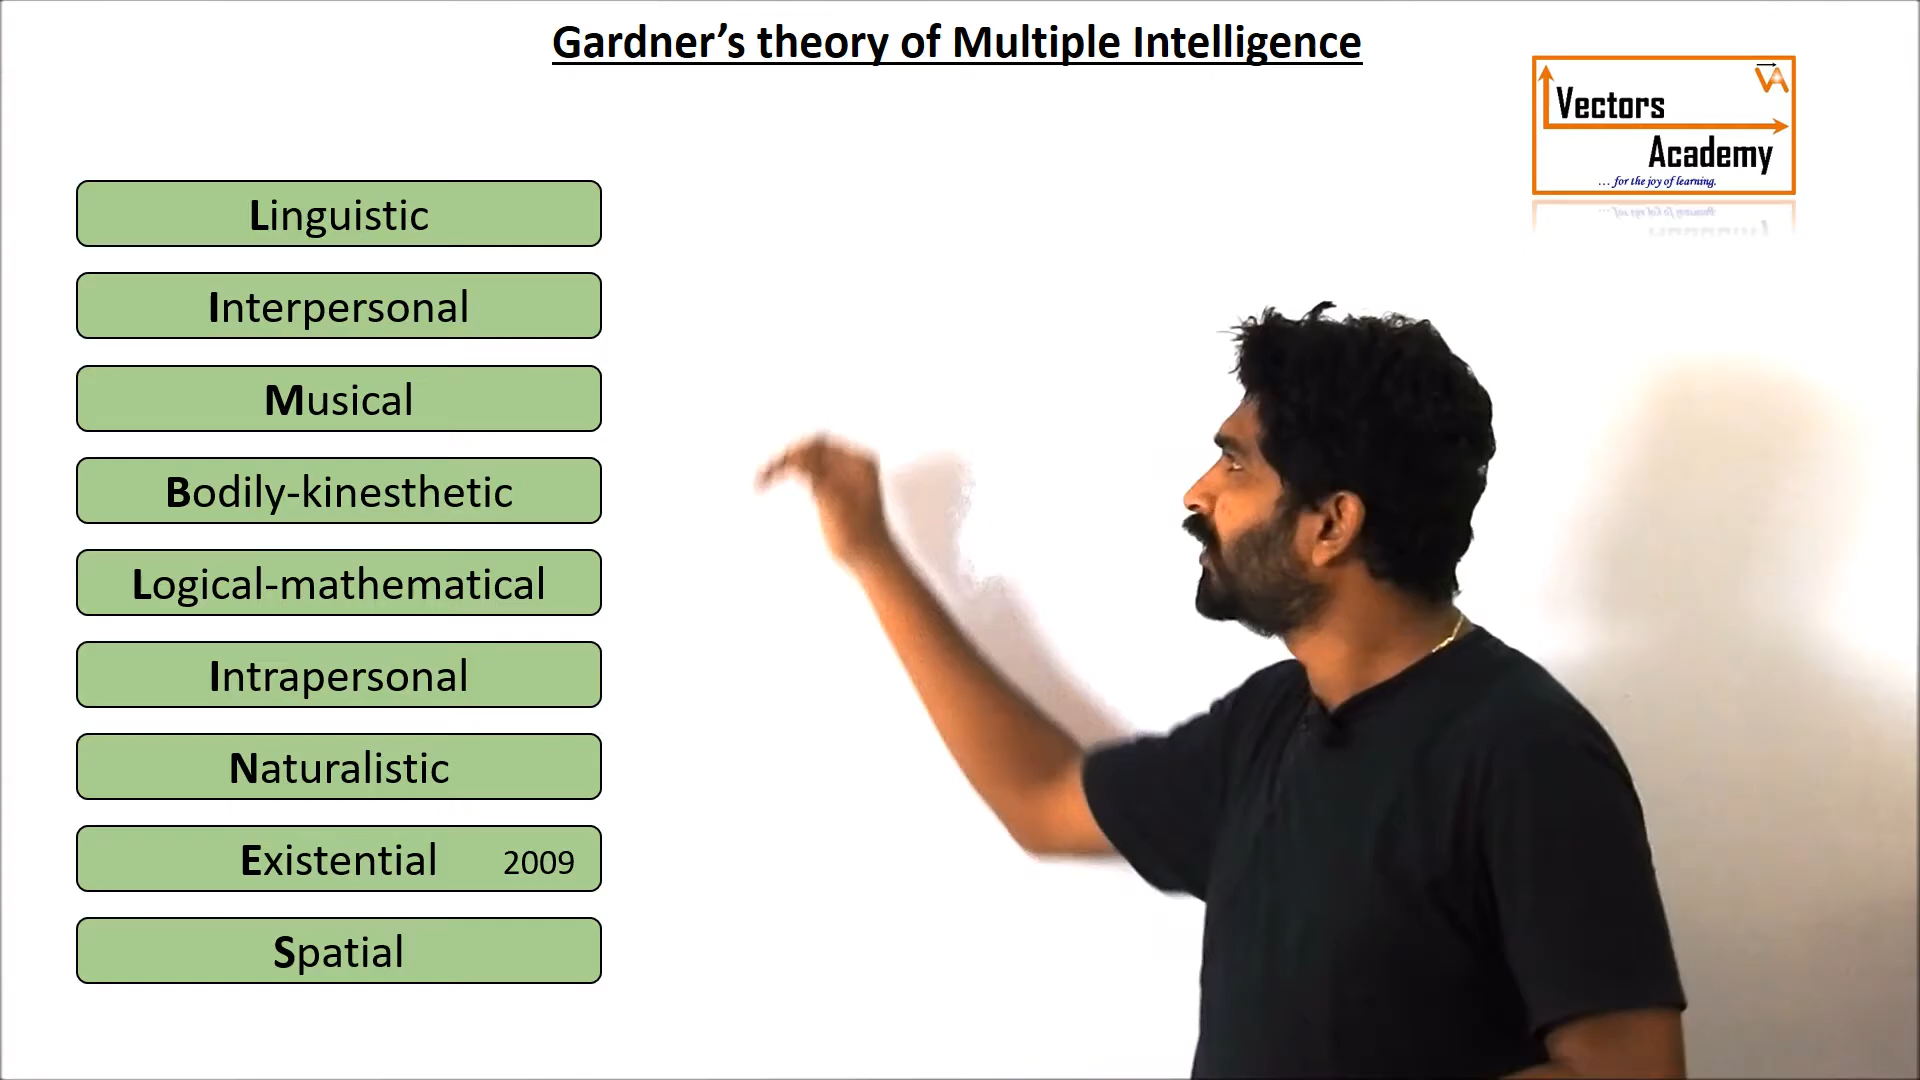 Gardner’s theory of Multiple Intelligence
Vectors
Academy
... for the joy of learning.
Linguistic
Interpersonal
Musical
Bodily-kinesthetic
Logical-mathematical
Intrapersonal
Naturalistic
Existential 2009
Spatial
VA